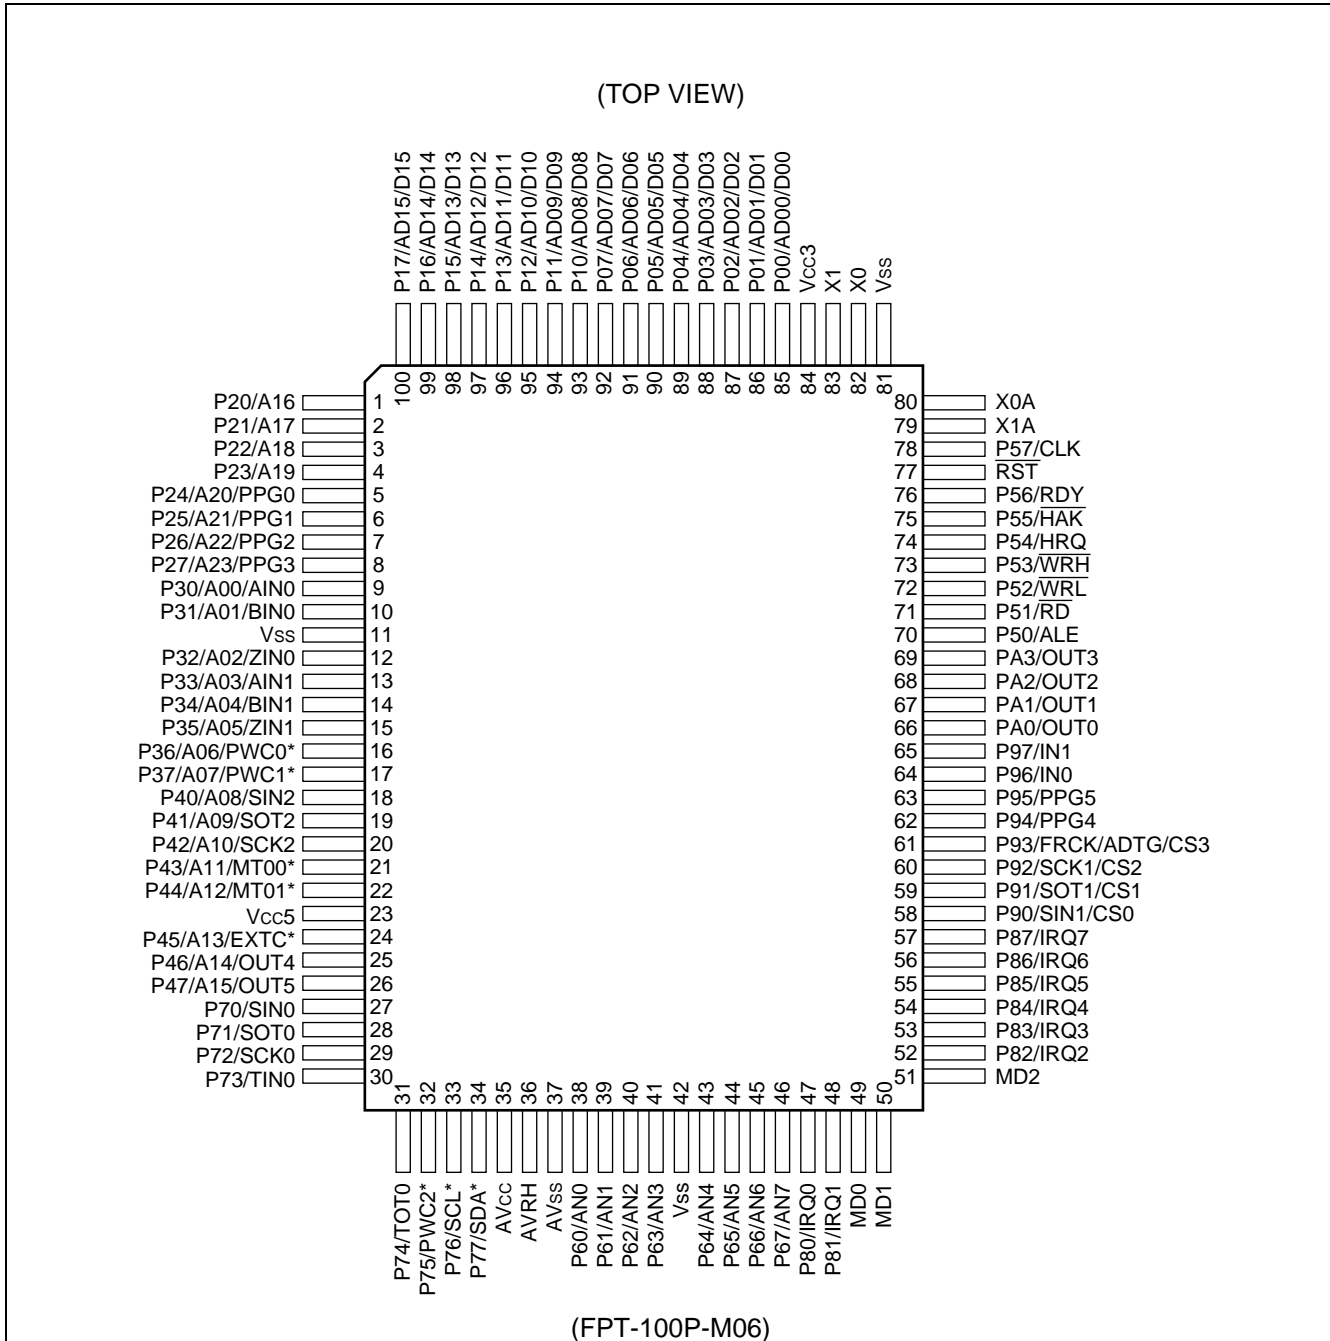 (TOP VIEW)
P17/AD15/D15
P16/AD14/D14
P15/AD13/D13
P14/AD12/D12
P13/AD11/D11
P12/AD10/D10
P11/AD09/D09
P10/AD08/D08
P07/AD07/D07
P06/AD06/D06
P05/AD05/D05
P04/AD04/D04
P03/AD03/D03
P02/AD02/D02
P01/AD01/D01
P00/AD00/D00
Vcc3
X1
X0
Vss
100 99 98 97 96 95 94 93 92 91 90 89 88 87 86 85 84 83 82 81
P20/A16 1 80 X0A
P21/A17 2 79 X1A
P22/A18 3 78 P57/CLK
P23/A19 4 77 R̅S̅T̅
P24/A20/PPG0 5 76 P56/RDY
P25/A21/PPG1 6 75 P55/H̅A̅K̅
P26/A22/PPG2 7 74 P54/HRQ
P27/A23/PPG3 8 73 P53/W̅R̅H̅
P30/A00/AIN0 9 72 P52/W̅R̅L̅
P31/A01/BIN0 10 71 P51/R̅D̅
Vss 11 70 P50/ALE
P32/A02/ZIN0 12 69 PA3/OUT3
P33/A03/AIN1 13 68 PA2/OUT2
P34/A04/BIN1 14 67 PA1/OUT1
P35/A05/ZIN1 15 66 PA0/OUT0
P36/A06/PWC0* 16 65 P97/IN1
P37/A07/PWC1* 17 64 P96/IN0
P40/A08/SIN2 18 63 P95/PPG5
P41/A09/SOT2 19 62 P94/PPG4
P42/A10/SCK2 20 61 P93/FRCK/ADTG/CS3
P43/A11/MT00* 21 60 P92/SCK1/CS2
P44/A12/MT01* 22 59 P91/SOT1/CS1
Vcc5 23 58 P90/SIN1/CS0
P45/A13/EXTC* 24 57 P87/IRQ7
P46/A14/OUT4 25 56 P86/IRQ6
P47/A15/OUT5 26 55 P85/IRQ5
P70/SIN0 27 54 P84/IRQ4
P71/SOT0 28 53 P83/IRQ3
P72/SCK0 29 52 P82/IRQ2
P73/TIN0 30 51 MD2
31 32 33 34 35 36 37 38 39 40 41 42 43 44 45 46 47 48 49 50
P74/TOT0
P75/PWC2*
P76/SCL*
P77/SDA*
AVcc
AVRH
AVss
P60/AN0
P61/AN1
P62/AN2
P63/AN3
Vss
P64/AN4
P65/AN5
P66/AN6
P67/AN7
P80/IRQ0
P81/IRQ1
MD0
MD1
(FPT-100P-M06)